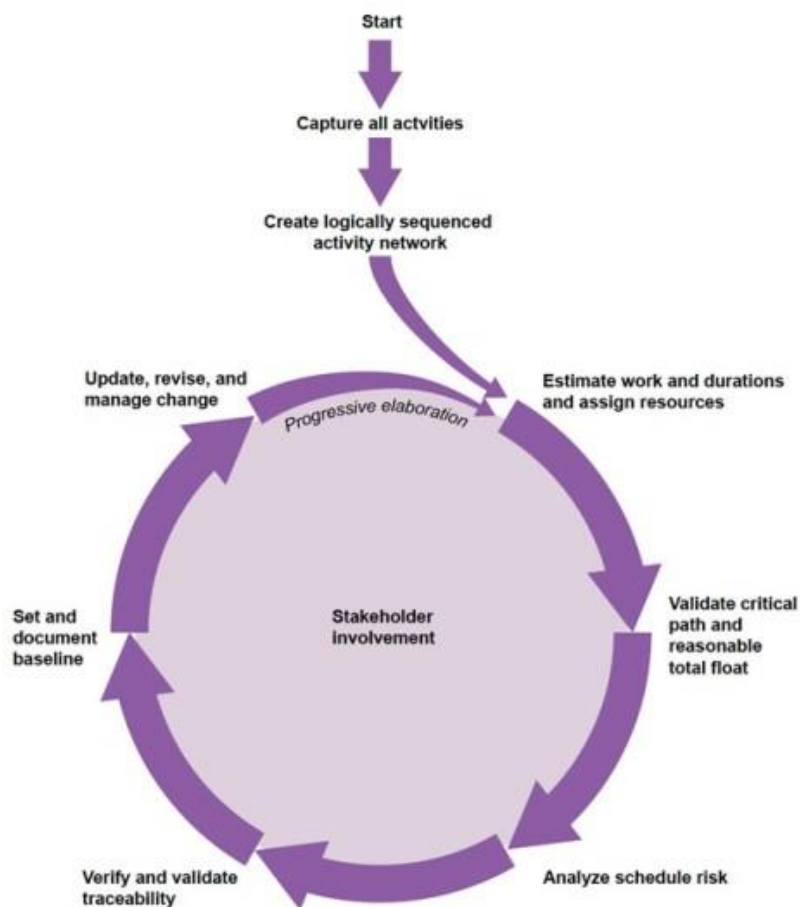 Start
Capture all actvities
Create logically sequenced
activity network
Update, revise, and
manage change
Progressive elaboration
Estimate work and durations
and assign resources
Set and
document
baseline
Stakeholder
involvement
Validate critical
path and
reasonable
total float
Verify and validate
traceability
Analyze schedule risk